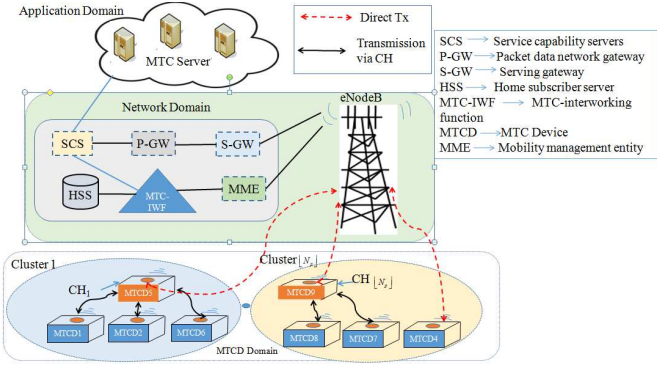 Application Domain
MTC Server
Direct Tx
Transmission
via CH
SCS → Service capability servers
P-GW → Packet data network gateway
S-GW → Serving gateway
HSS → Home subscriber server
MTC-IWF → MTC-interworking
function
MTCD → MTC Device
MME → Mobility management entity
Network Domain
eNodeB
SCS
P-GW
S-GW
HSS
MTC-
IWF
MME
Cluster 1
CH1
MTCD5
MTCD1
MTCD2
MTCD6
MTCD Domain
Cluster⌊Np⌋
CH⌊Np⌋
MTCD9
MTCD8
MTCD7
MTCD4